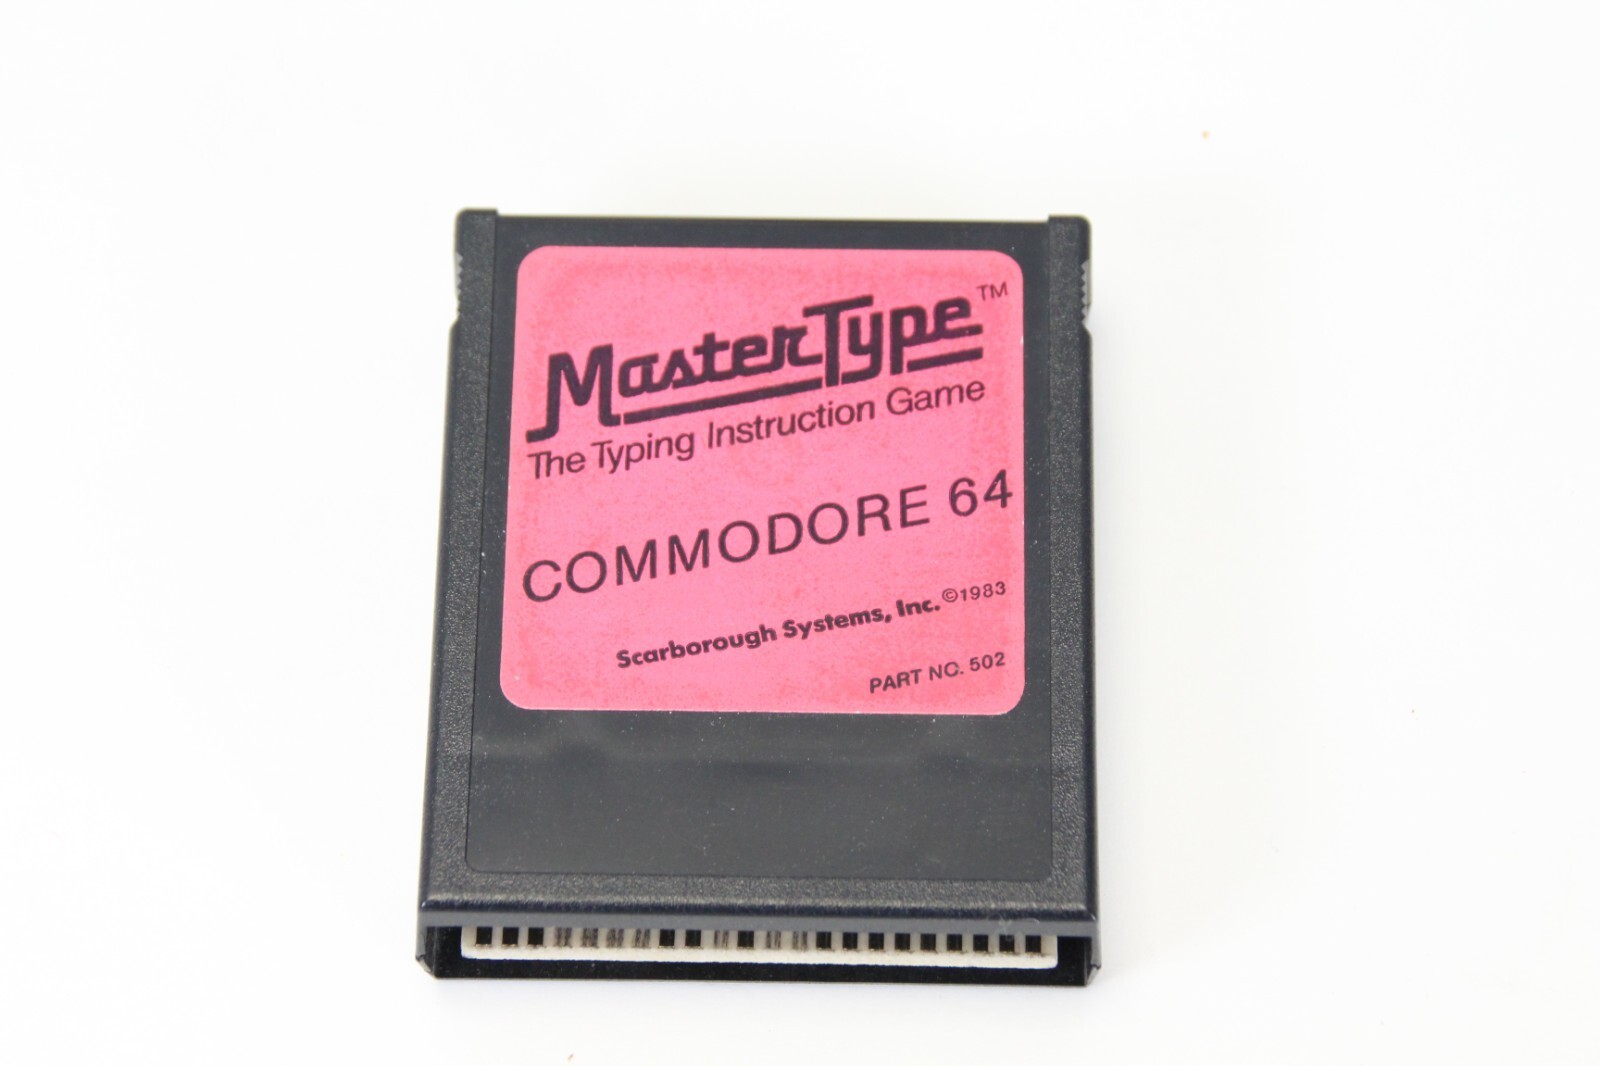 MasterType™
The Typing Instruction Game
COMMODORE 64
Scarborough Systems, Inc. ©1983
PART NO. 502